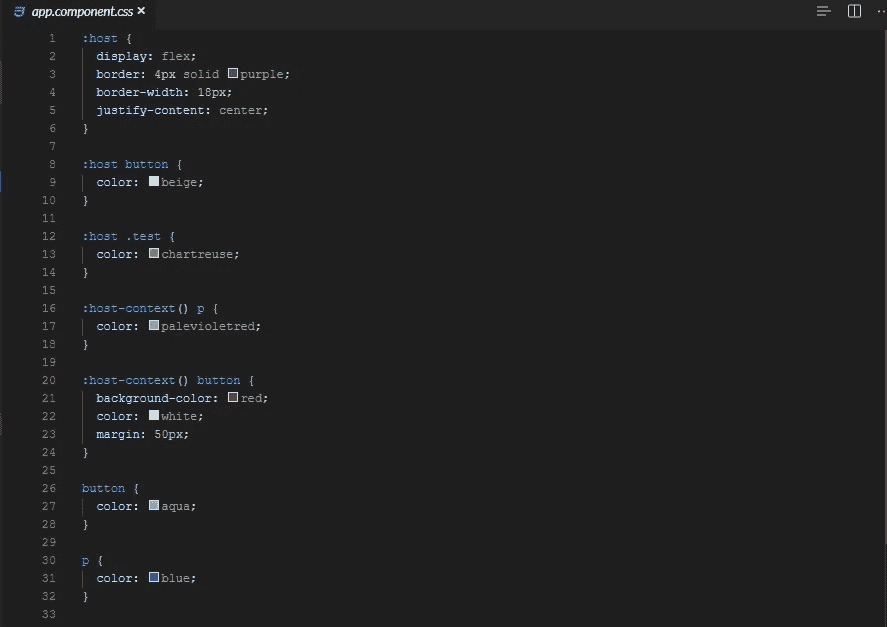 app.component.css ×
1 :host {
2 display: flex;
3 border: 4px solid purple;
4 border-width: 18px;
5 justify-content: center;
6 }
7
8 :host button {
9 color: beige;
10 }
11
12 :host .test {
13 color: chartreuse;
14 }
15
16 :host-context() p {
17 color: palevioletred;
18 }
19
20 :host-context() button {
21 background-color: red;
22 color: white;
23 margin: 50px;
24 }
25
26 button {
27 color: aqua;
28 }
29
30 p {
31 color: blue;
32 }
33